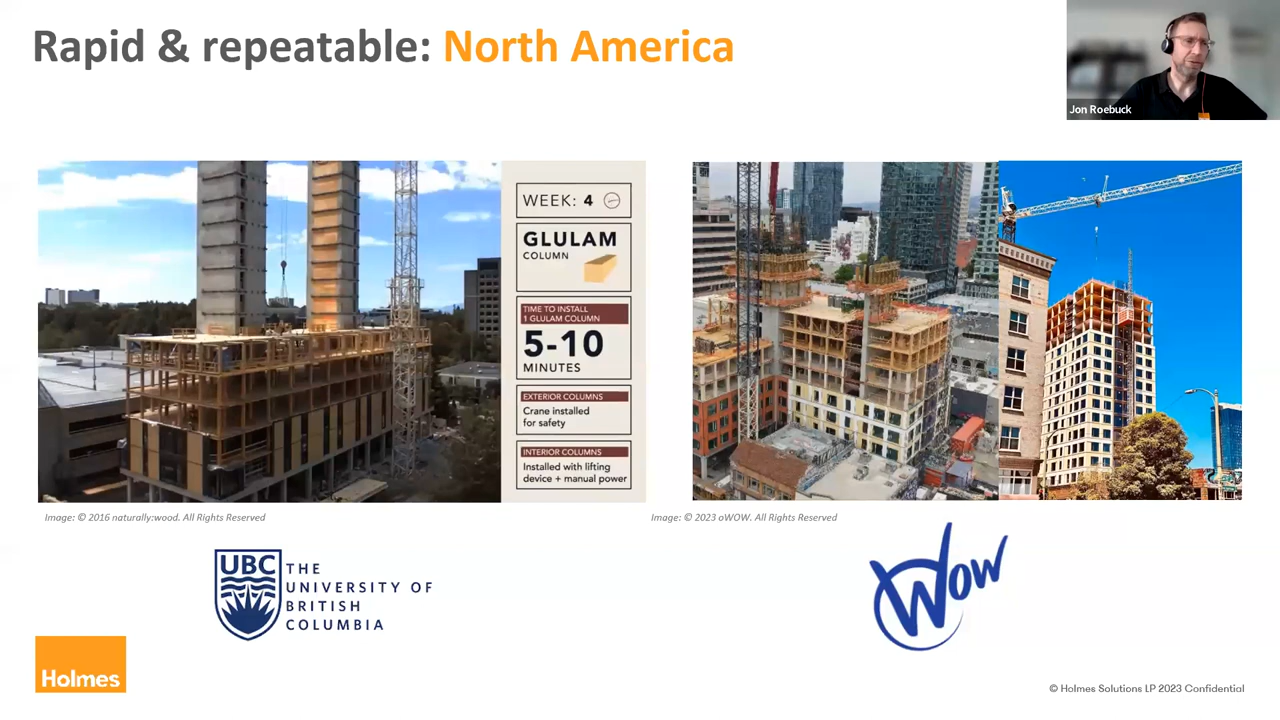 Rapid & repeatable: North America
Jon Roebuck
WEEK: 4
GLULAM
COLUMN
TIME TO INSTALL
1 GLULAM COLUMN
5-10
MINUTES
EXTERIOR COLUMNS
Crane installed
for safety
INTERIOR COLUMNS
Installed with lifting
device + manual power
Image: © 2016 naturally:wood. All Rights Reserved
Image: © 2023 oWOW. All Rights Reserved
UBC
THE
UNIVERSITY OF
BRITISH
COLUMBIA
Wow
Holmes
© Holmes Solutions LP 2023 Confidential